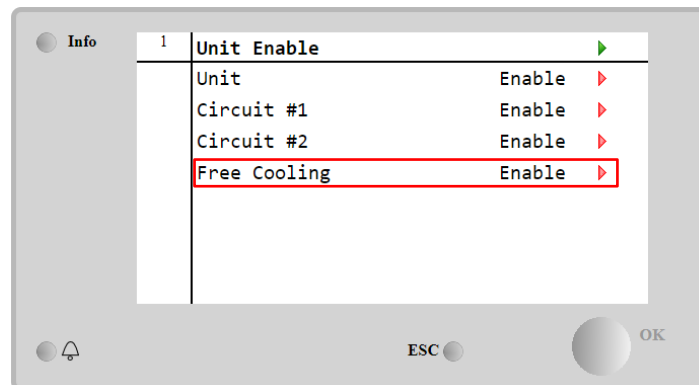 Info
1 Unit Enable
Unit Enable
Circuit #1 Enable
Circuit #2 Enable
Free Cooling Enable
ESC
OK